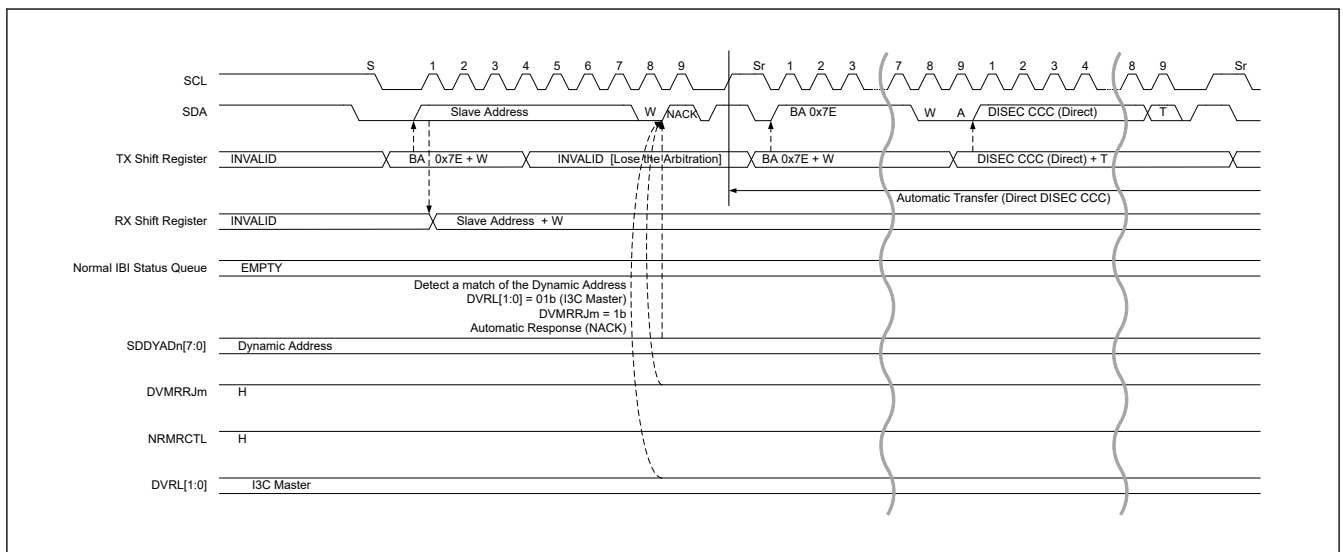 S 1 2 3 4 5 6 7 8 9 Sr 1 2 3 7 8 9 1 2 3 4 8 9 Sr
SCL
SDA Slave Address W NACK BA 0x7E W A DISEC CCC (Direct) T
TX Shift Register INVALID BA 0x7E + W INVALID [Lose the Arbitration] BA 0x7E + W DISEC CCC (Direct) + T
Automatic Transfer (Direct DISEC CCC)
RX Shift Register INVALID Slave Address + W
Normal IBI Status Queue EMPTY
Detect a match of the Dynamic Address
DVRL[1:0] = 01b (I3C Master)
DVMRRJm = 1b
Automatic Response (NACK)
SDDYADn[7:0] Dynamic Address
DVMRRJm H
NRMRCTL H
DVRL[1:0] I3C Master